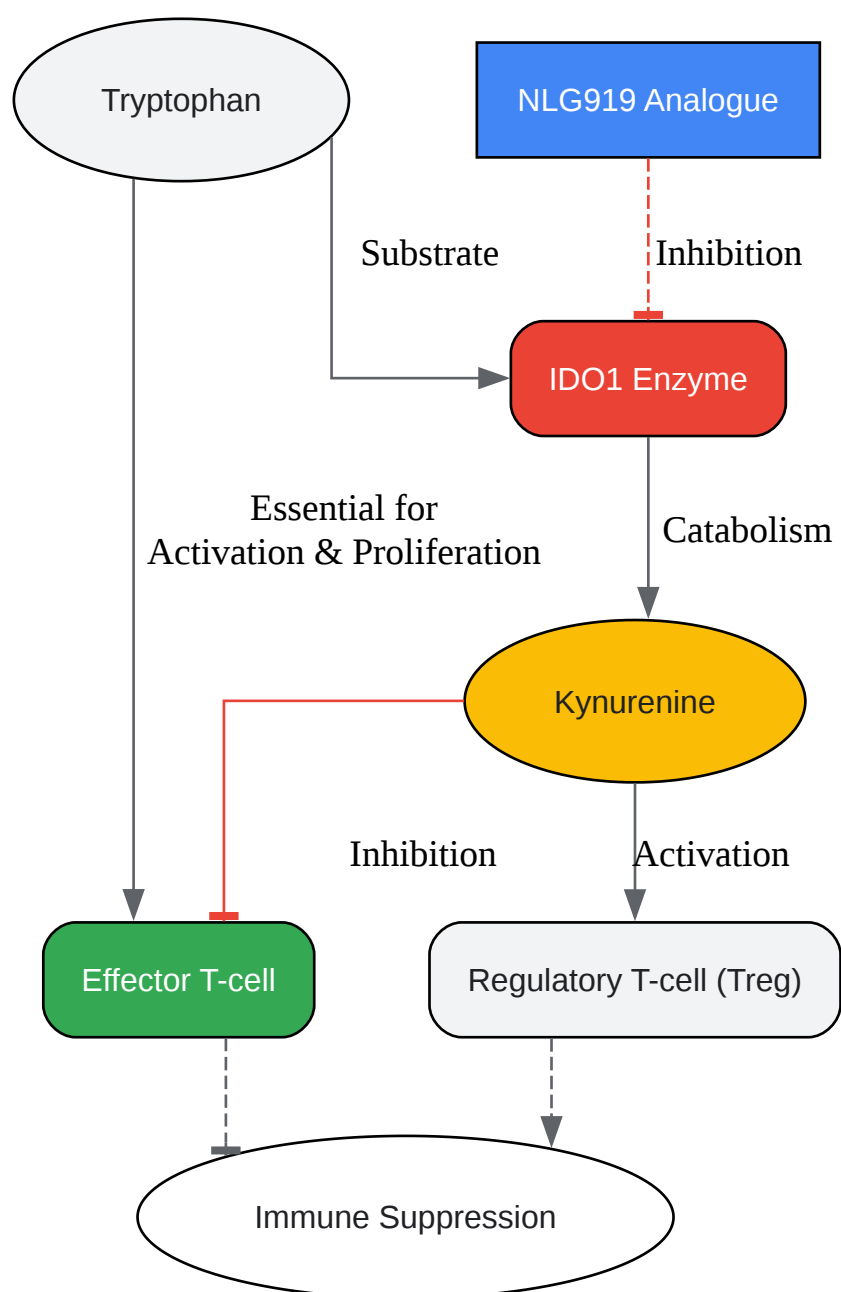 Tryptophan
NLG919 Analogue
Substrate
Inhibition
IDO1 Enzyme
Essential for
Activation & Proliferation
Catabolism
Kynurenine
Inhibition
Activation
Effector T-cell
Regulatory T-cell (Treg)
Immune Suppression